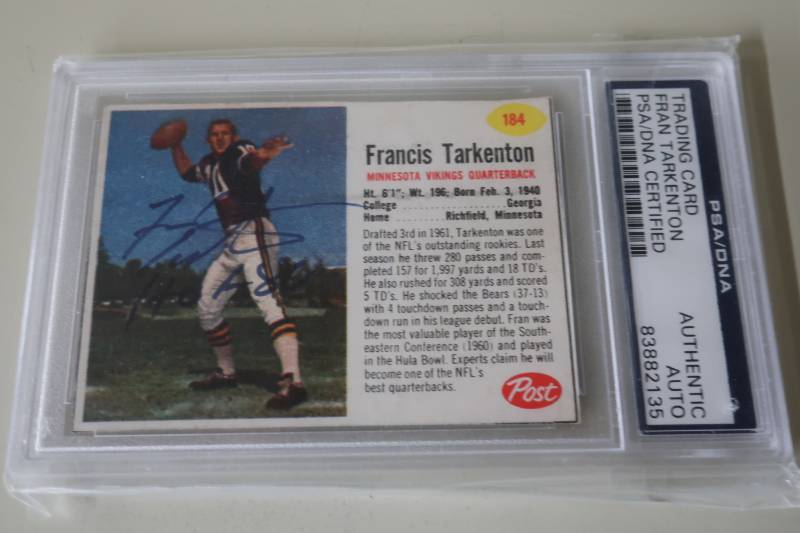 184
Francis Tarkenton
MINNESOTA VIKINGS QUARTERBACK
Ht. 6'1"; Wt. 196; Born Feb. 3, 1940
College .......... Georgia
Home .......... Richfield, Minnesota
Drafted 3rd in 1961, Tarkenton was one
of the NFL's outstanding rookies. Last
season he threw 280 passes and com-
pleted 157 for 1,997 yards and 18 TD's.
He also rushed for 308 yards and scored
5 TD's. He shocked the Bears (37-13)
with 4 touchdown passes and a touch-
down run in his league debut. Fran was
the most valuable player of the South-
eastern Conference (1960) and played
in the Hula Bowl. Experts claim he will
become one of the NFL's
best quarterbacks.
Post
11
HOF 86
TRADING CARD
FRAN TARKENTON
PSA/DNA CERTIFIED
PSA/DNA
AUTHENTIC
AUTO
83882135